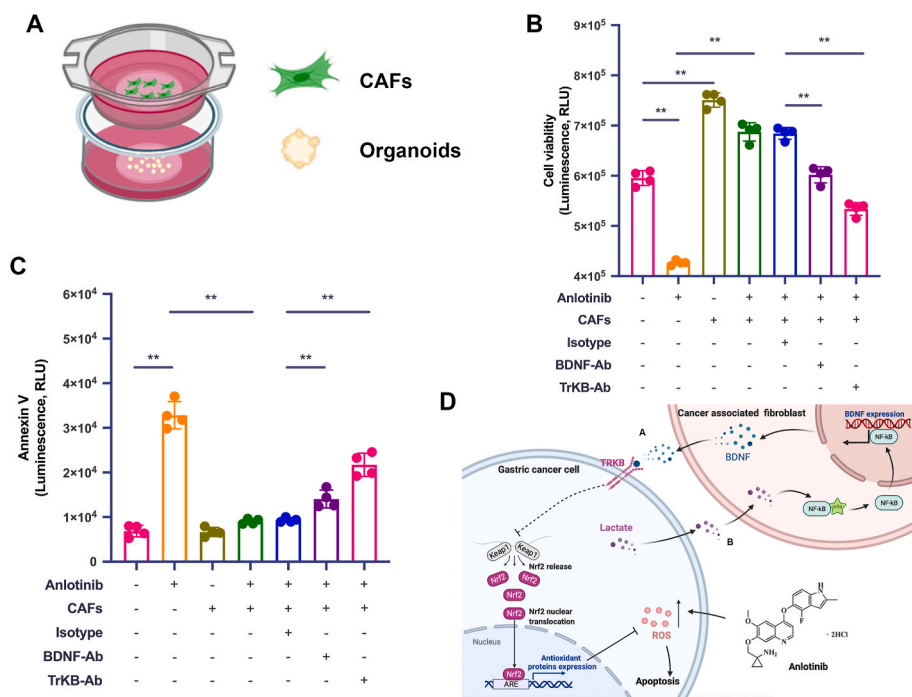 A
CAFs
Organoids
B
Cell viability
(Luminescence, RLU)
9×10⁵
8×10⁵
7×10⁵
6×10⁵
5×10⁵
4×10⁵
**
**
**
**
**
Anlotinib - + - + + + +
CAFs - - + + + + +
Isotype - - - - + - -
BDNF-Ab - - - - - + -
TrKB-Ab - - - - - - +
C
Annexin V
(Luminescence, RLU)
6×10⁴
5×10⁴
4×10⁴
3×10⁴
2×10⁴
1×10⁴
0
**
**
**
**
Anlotinib - + - + + + +
CAFs - - + + + + +
Isotype - - - - + - -
BDNF-Ab - - - - - + -
TrKB-Ab - - - - - - +
D
Cancer associated fibroblast
BDNF expression
NF-kB
A
BDNF
TRKB
Gastric cancer cell
NF-kB
NF-kB
Lactate
B
Keap1
Keap1
Nrf2 release
Nrf2
Nrf2
Nrf2
Nrf2
Nrf2 nuclear
translocation
Nucleus
Antioxidant
proteins expression
Nrf2
ARE
ROS
Apoptosis
NH
F
O
MeO
N
O
NH₂
· 2HCl
Anlotinib